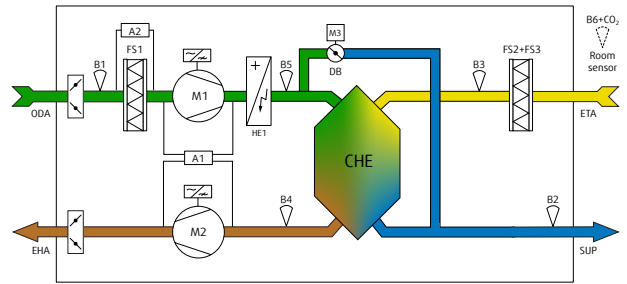 M3
B6+CO₂
A2
B1
FS1
B5
DB
B3
FS2+FS3
Room
sensor
M1
ODA
HE1
ETA
CHE
A1
B4
B2
M2
EHA
SUP